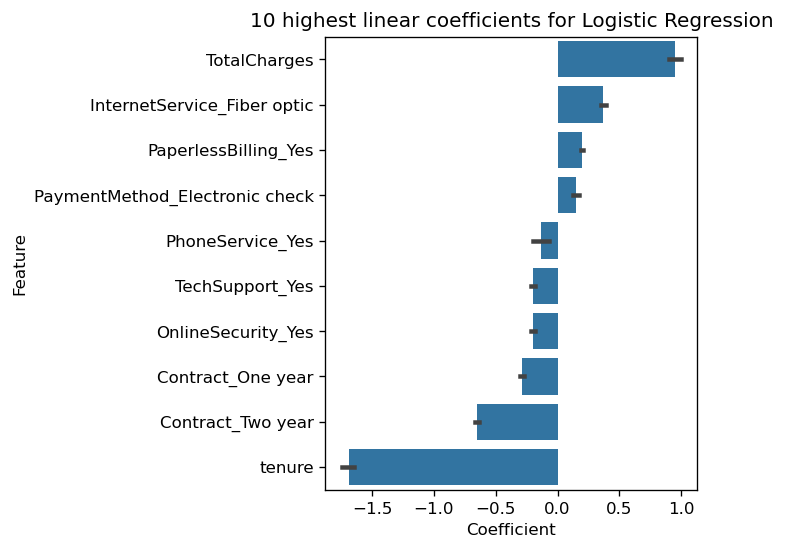 10 highest linear coefficients for Logistic Regression
TotalCharges
InternetService_Fiber optic
PaperlessBilling_Yes
PaymentMethod_Electronic check
PhoneService_Yes
TechSupport_Yes
OnlineSecurity_Yes
Contract_One year
Contract_Two year
tenure
Feature
−1.5 −1.0 −0.5 0.0 0.5 1.0
Coefficient